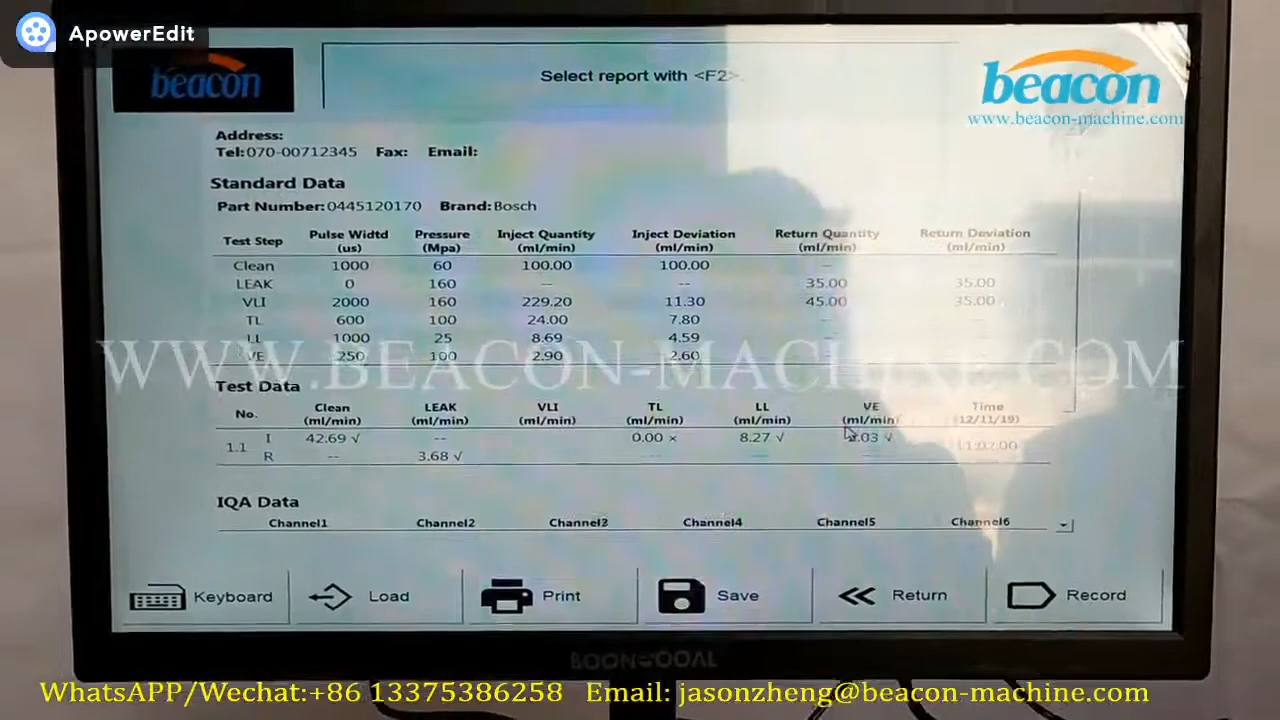 ApowerEdit
beacon
Select report with <F2>.
beacon
www.beacon-machine.com
Address:
Tel:070-00712345 Fax: Email:
Standard Data
Part Number:0445120170 Brand:Bosch
Test Step Pulse Widtd (us) Pressure (Mpa) Inject Quantity (ml/min) Inject Deviation (ml/min) Return Quantity (ml/min) Return Deviation (ml/min)
Clean 1000 60 100.00 100.00 -- --
LEAK 0 160 -- -- 35.00 35.00
VLI 2000 160 229.20 11.30 45.00 35.00
TL 600 100 24.00 7.80 -- --
LL 1000 25 8.69 4.59 -- --
VE 250 100 2.90 2.60 -- --
WWW.BEACON-MACHINE.COM
Test Data
No. Clean (ml/min) LEAK (ml/min) VLI (ml/min) TL (ml/min) LL (ml/min) VE (ml/min) Time (12/11/19)
1.1 I 42.69 √ -- 0.00 × 8.27 √ .03 √ 11:02:00
R -- 3.68 √ -- -- --
IQA Data
Channel1 Channel2 Channel3 Channel4 Channel5 Channel6
Keyboard Load Print Save Return Record
WhatsAPP/Wechat:+86 13375386258 Email: jasonzheng@beacon-machine.com